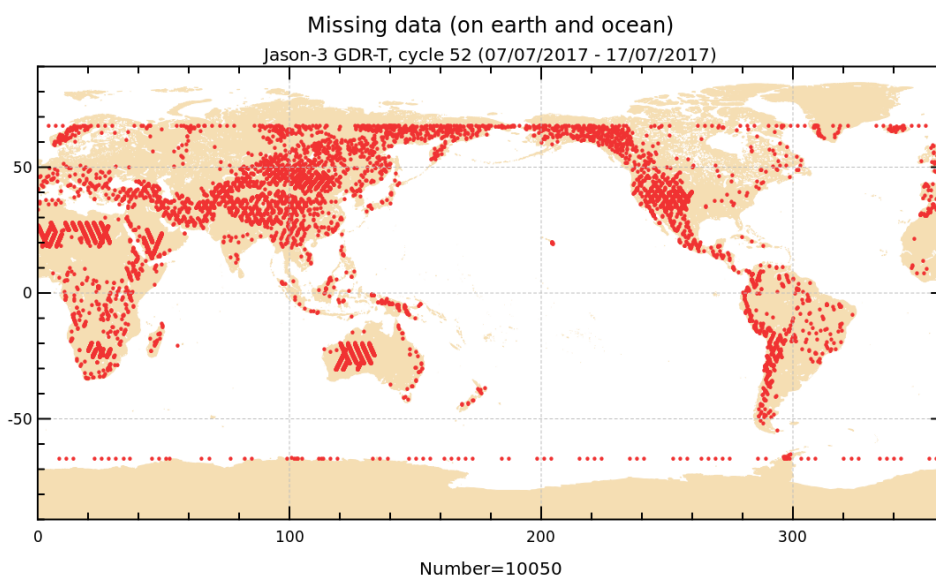 Missing data (on earth and ocean)
Jason-3 GDR-T, cycle 52 (07/07/2017 - 17/07/2017)
50
0
-50
0 100 200 300
Number=10050